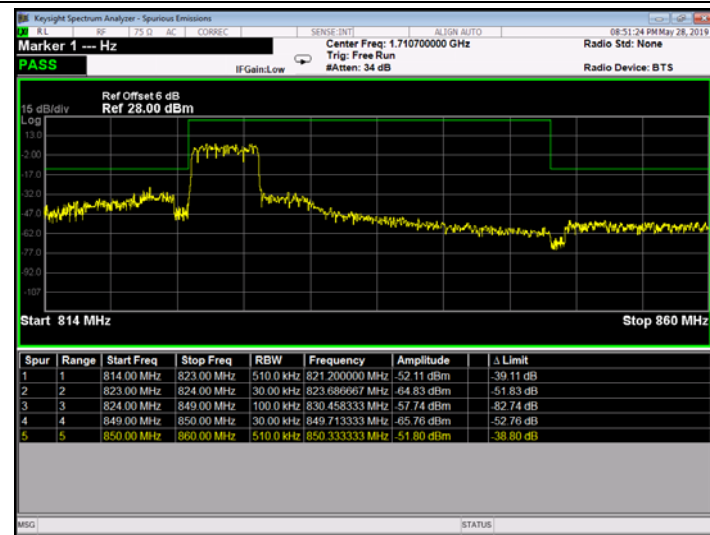 Keysight Spectrum Analyzer - Spurious Emissions
RL RF 75 Ω AC CORREC SENSE:INT ALIGN AUTO 08:51:24 PM May 28, 2019
Marker 1 --- Hz Center Freq: 1.710700000 GHz Radio Std: None
Trig: Free Run
PASS IFGain:Low #Atten: 34 dB Radio Device: BTS
Ref Offset 6 dB
15 dB/div Ref 28.00 dBm
Log
13.0
-2.00
-17.0
-32.0
-47.0
-62.0
-77.0
-92.0
-107
Start 814 MHz Stop 860 MHz
Spur Range Start Freq Stop Freq RBW Frequency Amplitude Δ Limit
1 1 814.00 MHz 823.00 MHz 510.0 kHz 821.200000 MHz -52.11 dBm -39.11 dB
2 2 823.00 MHz 824.00 MHz 30.00 kHz 823.686667 MHz -64.83 dBm -51.83 dB
3 3 824.00 MHz 849.00 MHz 100.0 kHz 830.458333 MHz -57.74 dBm -82.74 dB
4 4 849.00 MHz 850.00 MHz 30.00 kHz 849.713333 MHz -65.76 dBm -52.76 dB
5 5 850.00 MHz 860.00 MHz 510.0 kHz 850.333333 MHz -51.80 dBm -38.80 dB
MSG STATUS